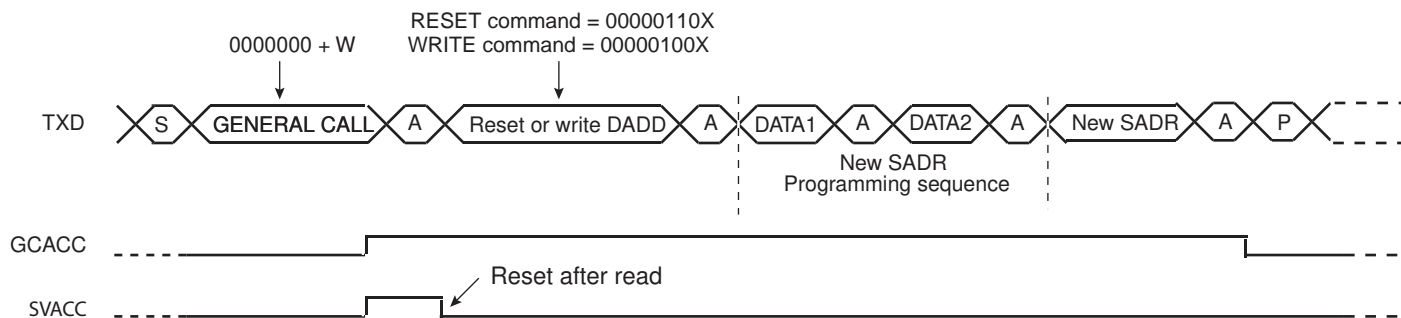 RESET command = 00000110X
0000000 + W
WRITE command = 00000100X
TXD
S
GENERAL CALL
A
Reset or write DADD
A
DATA1
A
DATA2
A
New SADR
A
P
New SADR
Programming sequence
GCACC
Reset after read
SVACC